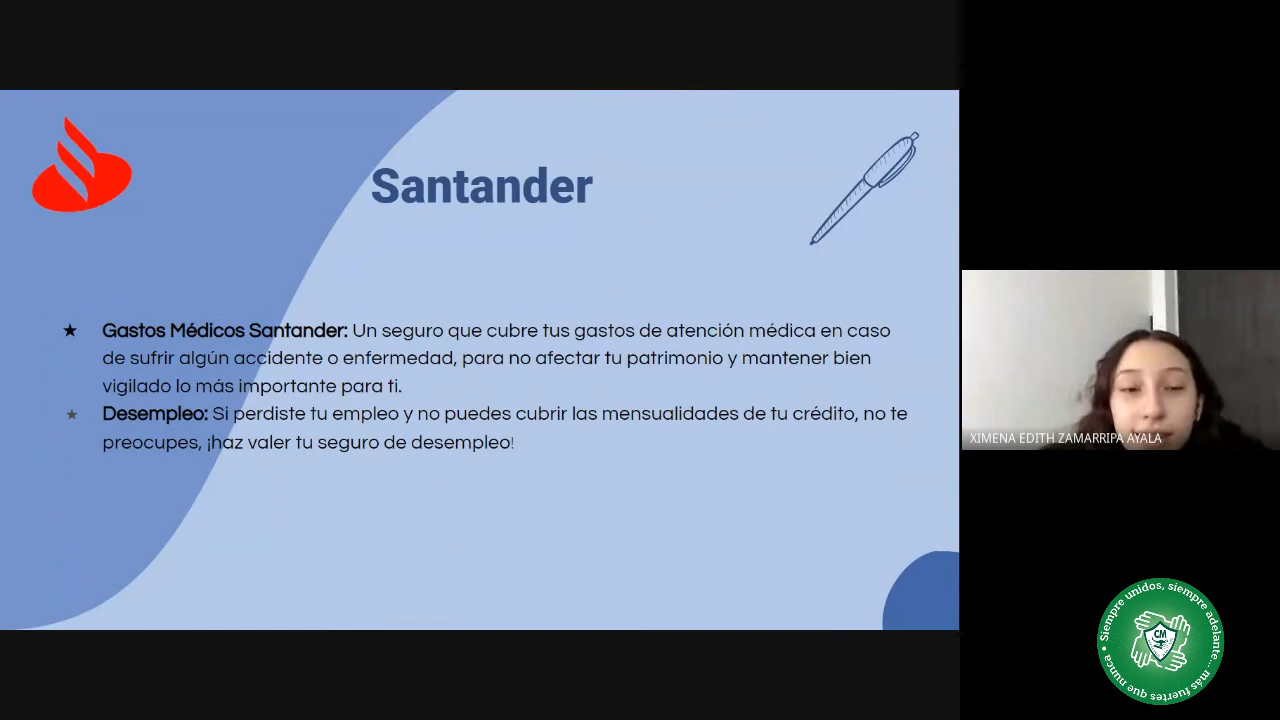 Santander
★ Gastos Médicos Santander: Un seguro que cubre tus gastos de atención médica en caso
de sufrir algún accidente o enfermedad, para no afectar tu patrimonio y mantener bien
vigilado lo más importante para ti.
★ Desempleo: Si perdiste tu empleo y no puedes cubrir las mensualidades de tu crédito, no te
preocupes, ¡haz valer tu seguro de desempleo!
XIMENA EDITH ZAMARRIPA AYALA
Siempre unidos, siempre adelante... más fuertes que nunca •
CM